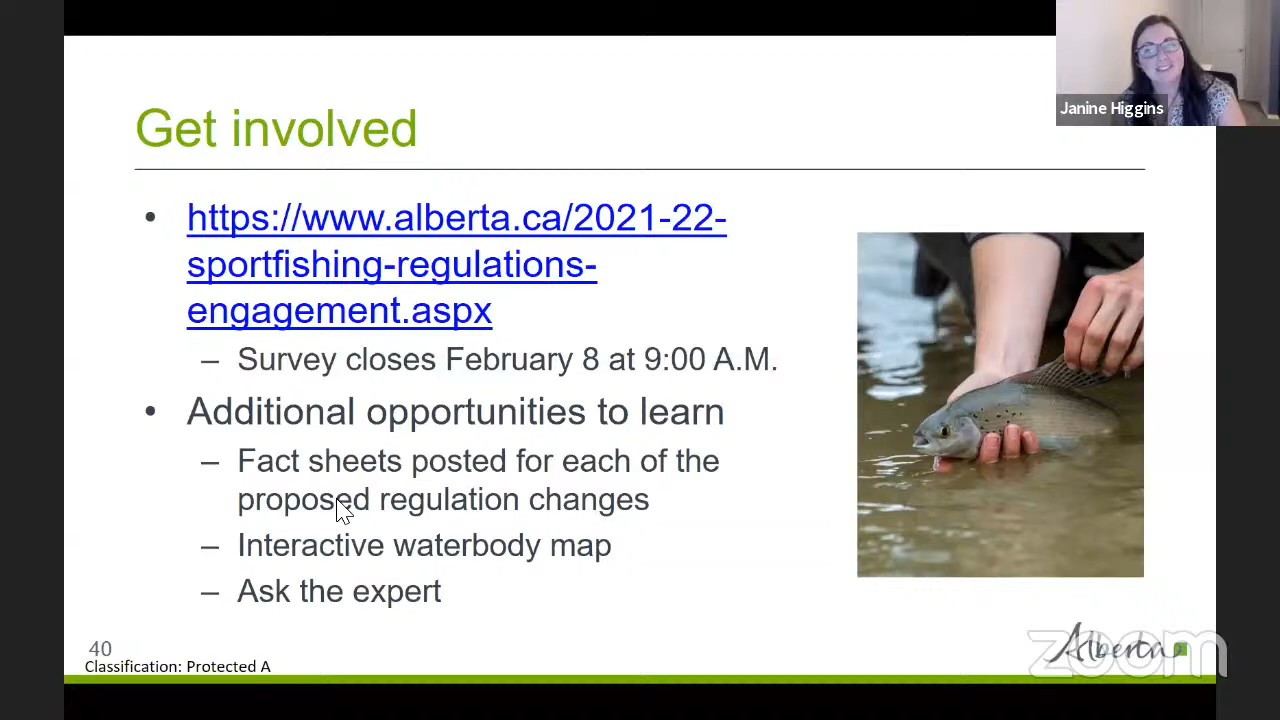 Janine Higgins
Get involved
• https://www.alberta.ca/2021-22-
sportfishing-regulations-
engagement.aspx
– Survey closes February 8 at 9:00 A.M.
• Additional opportunities to learn
– Fact sheets posted for each of the
proposed regulation changes
– Interactive waterbody map
– Ask the expert
40
Classification: Protected A
Alberta
zoom